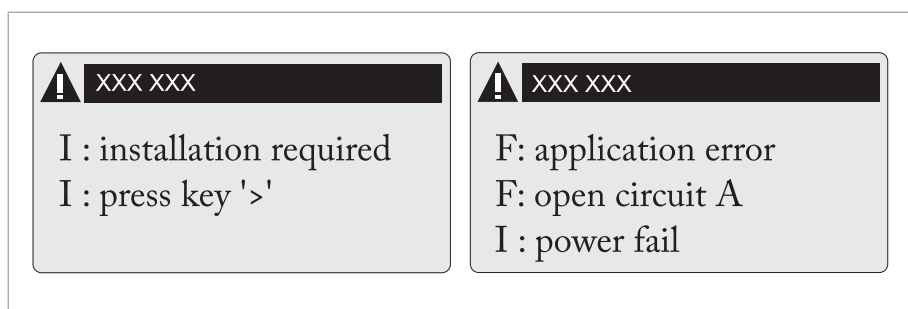 XXX XXX
I : installation required
I : press key '>'
XXX XXX
F: application error
F: open circuit A
I : power fail